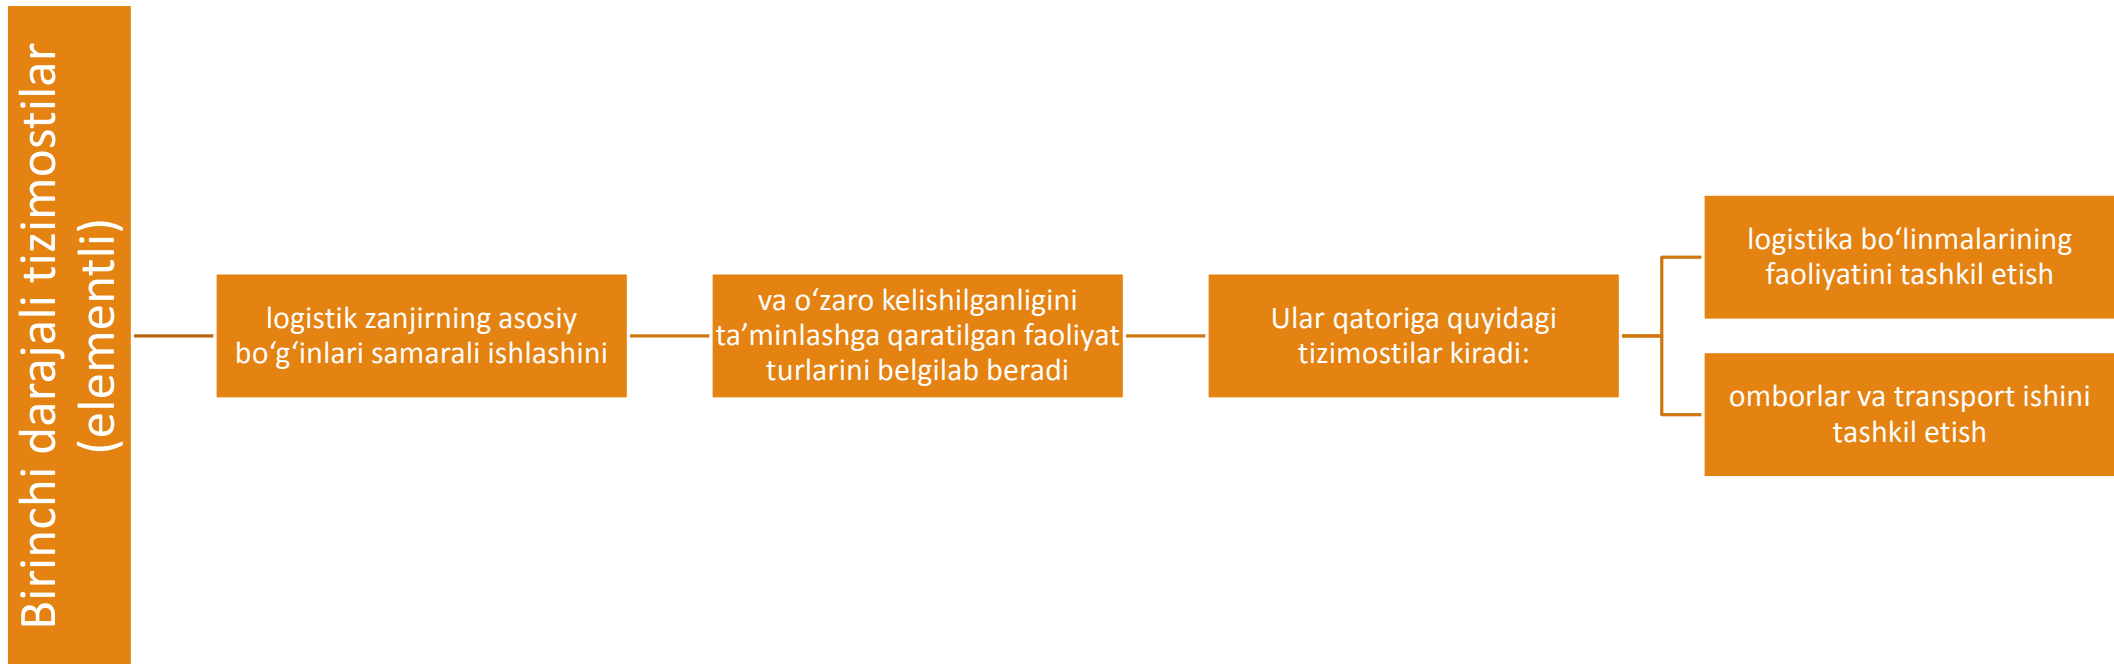 Birinchi darajali tizimostilar
(elementli)
logistik zanjirning asosiy
bo‘g‘inlari samarali ishlashini
va o‘zaro kelishilganligini
ta’minlashga qaratilgan faoliyat
turlarini belgilab beradi
Ular qatoriga quyidagi
tizimostilar kiradi:
logistika bo‘linmalarining
faoliyatini tashkil etish
omborlar va transport ishini
tashkil etish